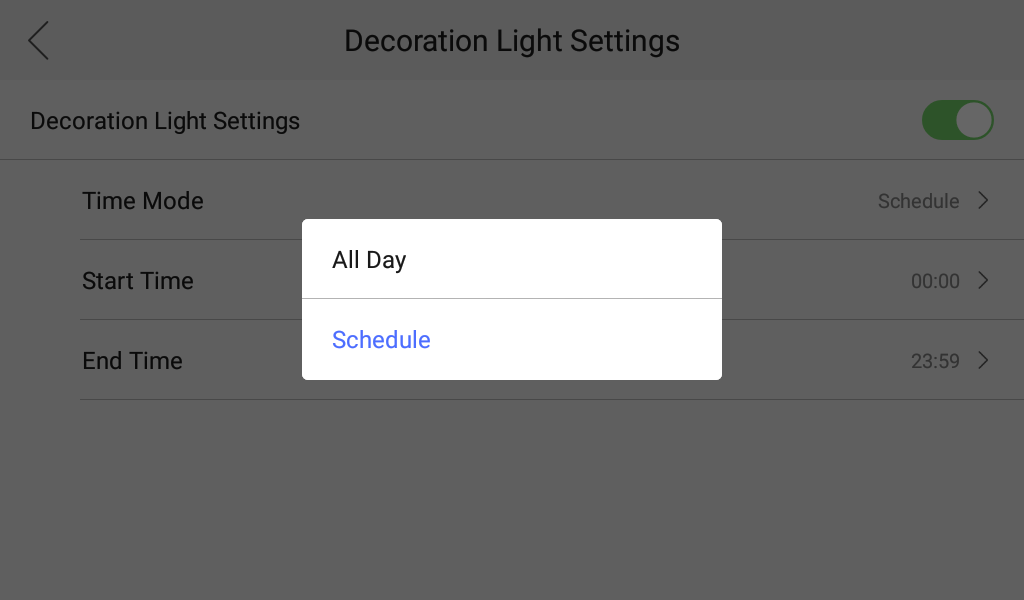 Decoration Light Settings
Decoration Light Settings
Time Mode
Schedule
Start Time
00:00
End Time
23:59
All Day
Schedule